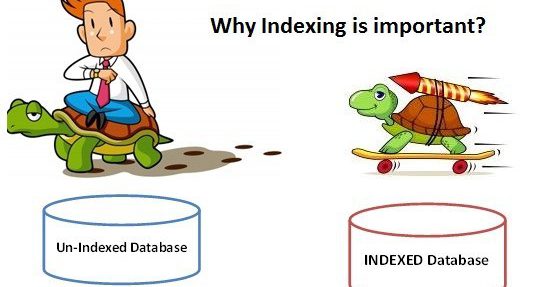 Why Indexing is important?
Un-Indexed Database
INDEXED Database